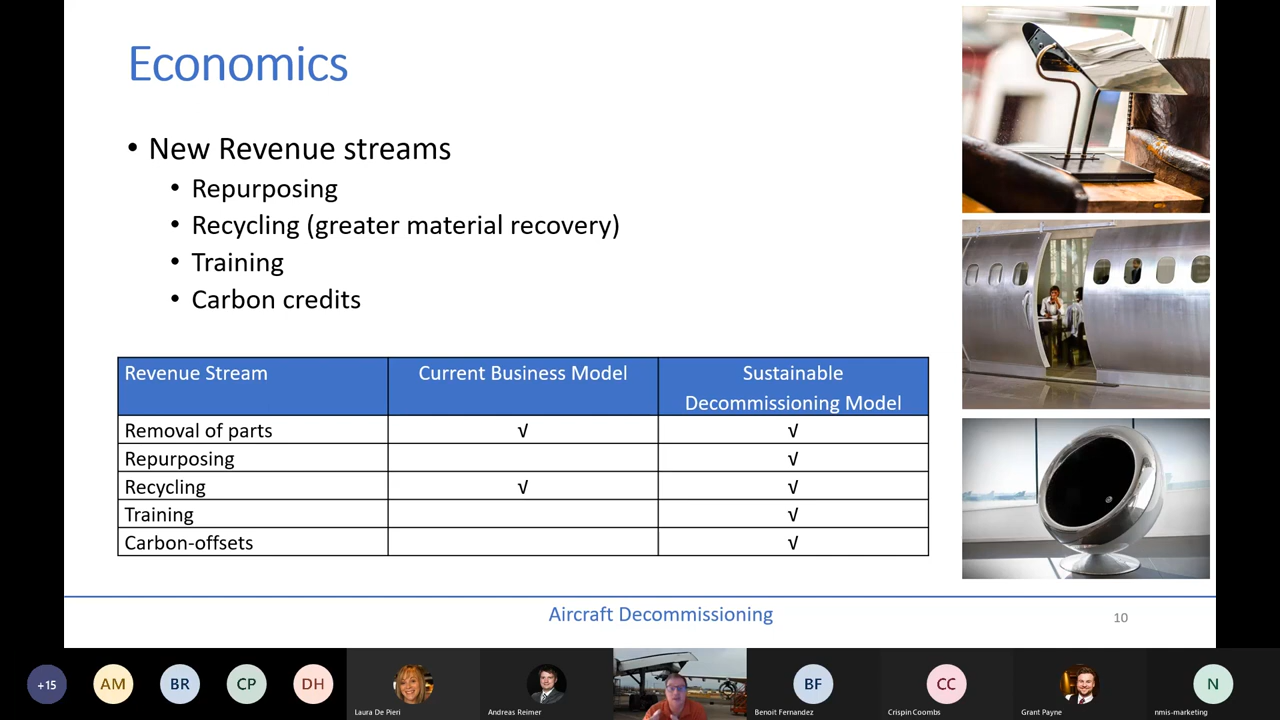 Economics
• New Revenue streams
• Repurposing
• Recycling (greater material recovery)
• Training
• Carbon credits
Revenue Stream Current Business Model Sustainable
Decommissioning Model
Removal of parts √ √
Repurposing √
Recycling √ √
Training √
Carbon-offsets √
Aircraft Decommissioning
10
+15 AM BR CP DH BF CC N
Laura De Pieri Andreas Reimer Benoit Fernandez Crispin Coombs Grant Payne nmis-marketing